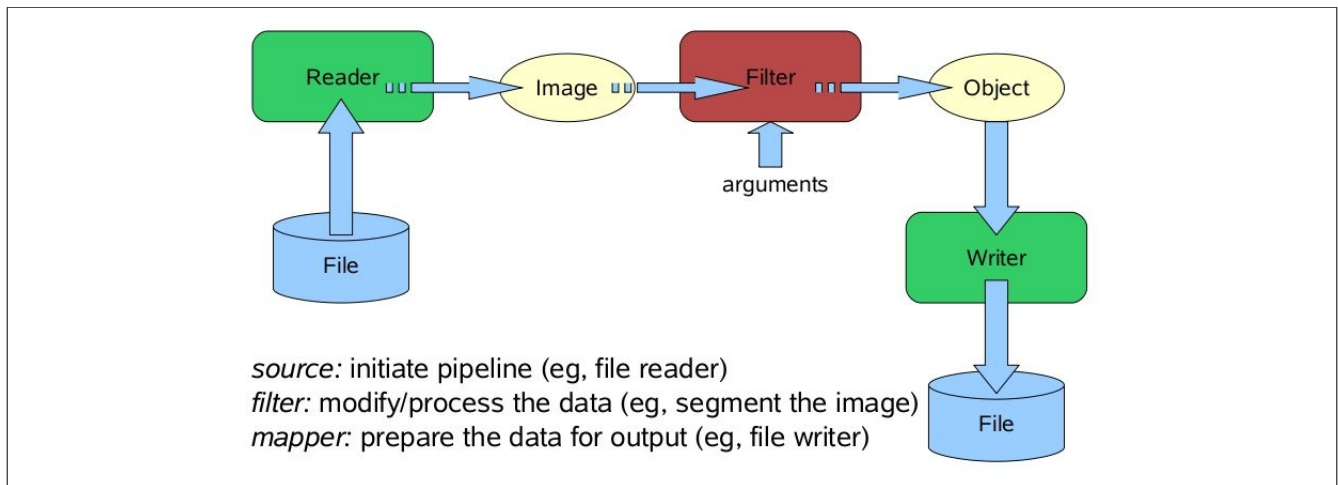 Reader
Image
Filter
Object
arguments
File
Writer
source: initiate pipeline (eg, file reader)
filter: modify/process the data (eg, segment the image)
mapper: prepare the data for output (eg, file writer)
File